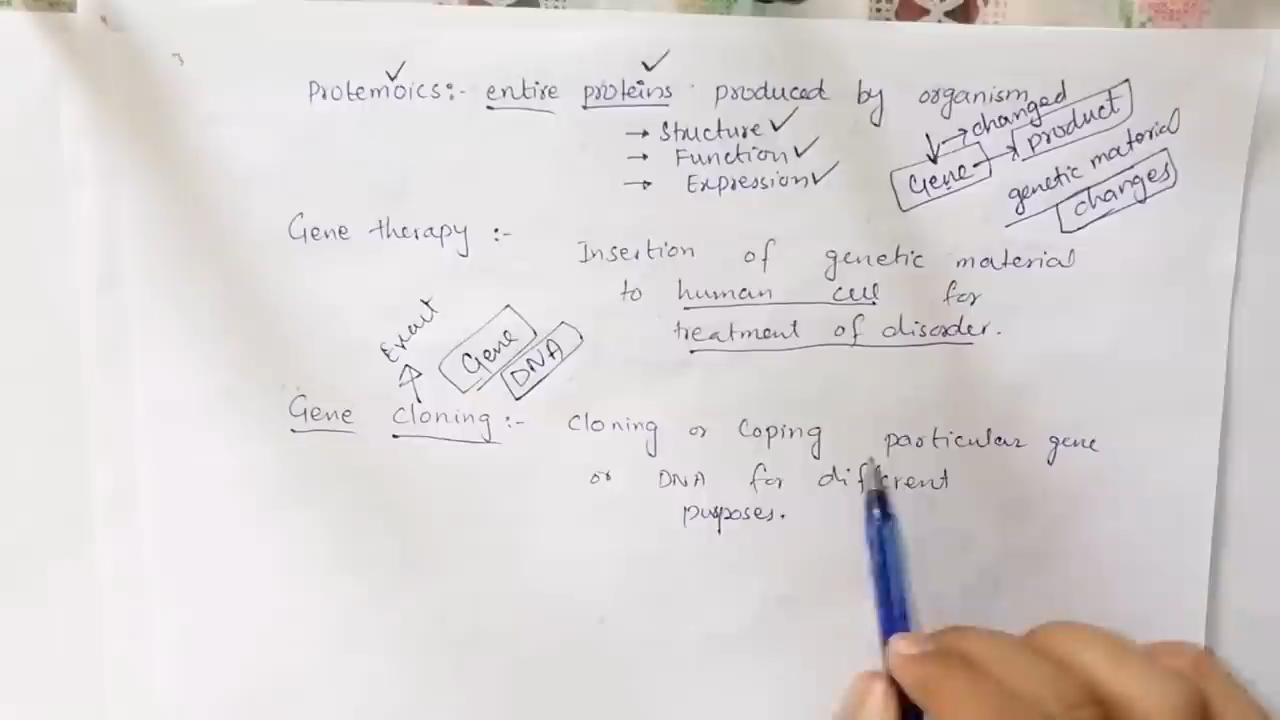 Protemoics:- entire proteins produced by organism
→ Structure ✓
→ Function ✓
→ Expression ✓
→ changed
Gene → product
genetic material
changes
Gene therapy :- Insertion of genetic material
to human cell for
treatment of disorder.
Exact
Gene
DNA
Gene cloning :- Cloning or Coping particular gene
or DNA for different
purposes.